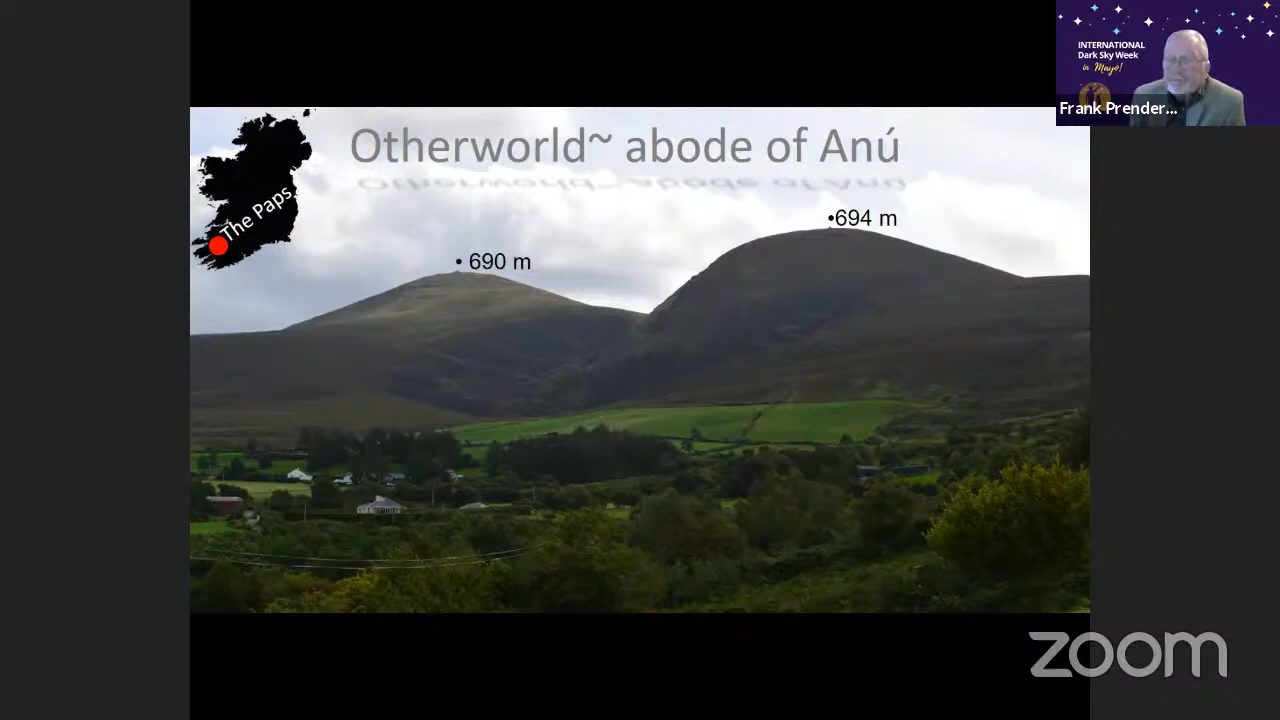 INTERNATIONAL
Dark Sky Week
in Mayo!
Frank Prender...
Otherworld~ abode of Anú
The Paps
•694 m
• 690 m
zoom